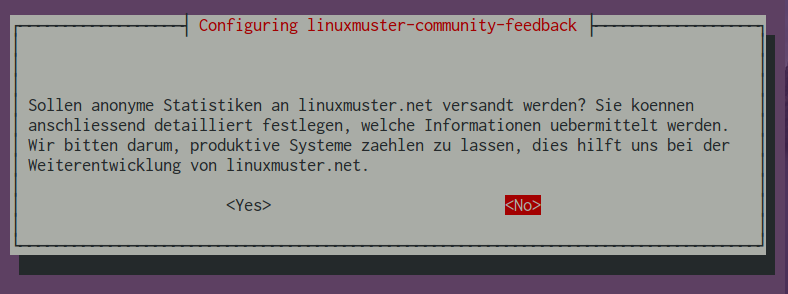 Configuring linuxmuster-community-feedback
Sollen anonyme Statistiken an linuxmuster.net versandt werden? Sie koennen
anschliessend detailliert festlegen, welche Informationen uebermittelt werden.
Wir bitten darum, produktive Systeme zaehlen zu lassen, dies hilft uns bei der
Weiterentwicklung von linuxmuster.net.
<Yes> <No>